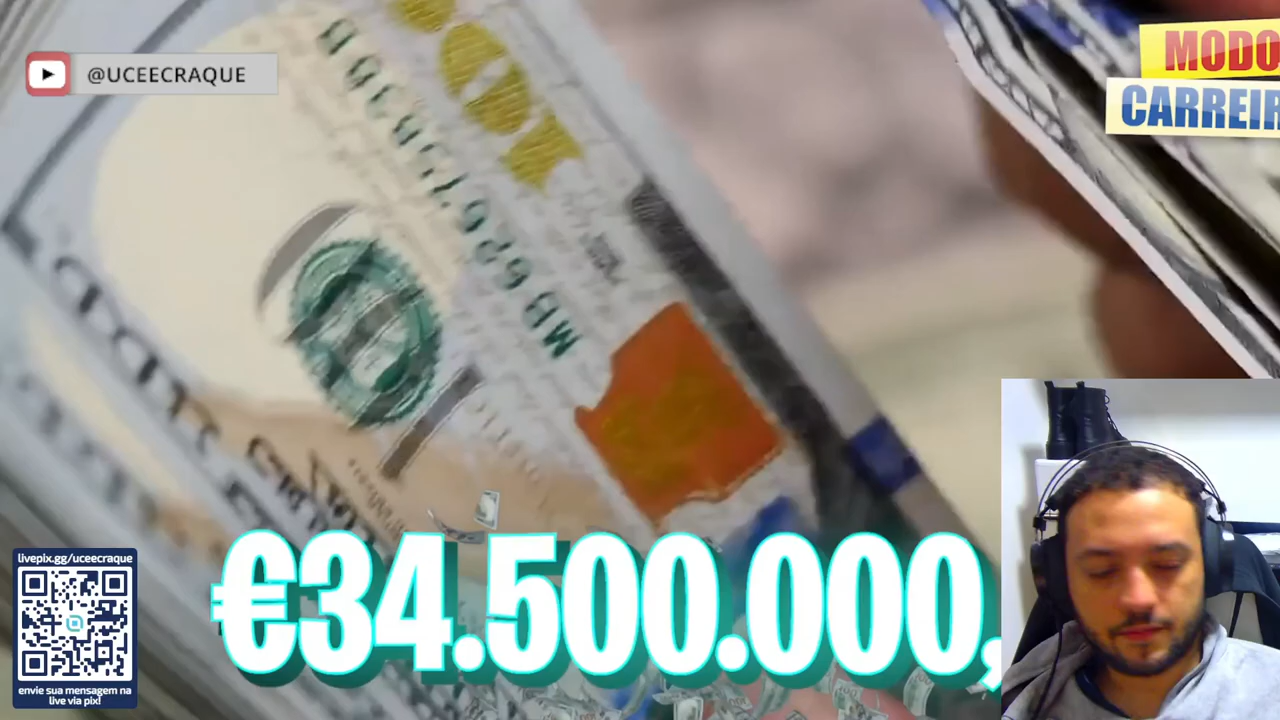 @UCEECRAQUE
MODO
CARREIR
€34.500.000,
livepix.gg/uceecraque
envie sua mensagem na
live via pix!